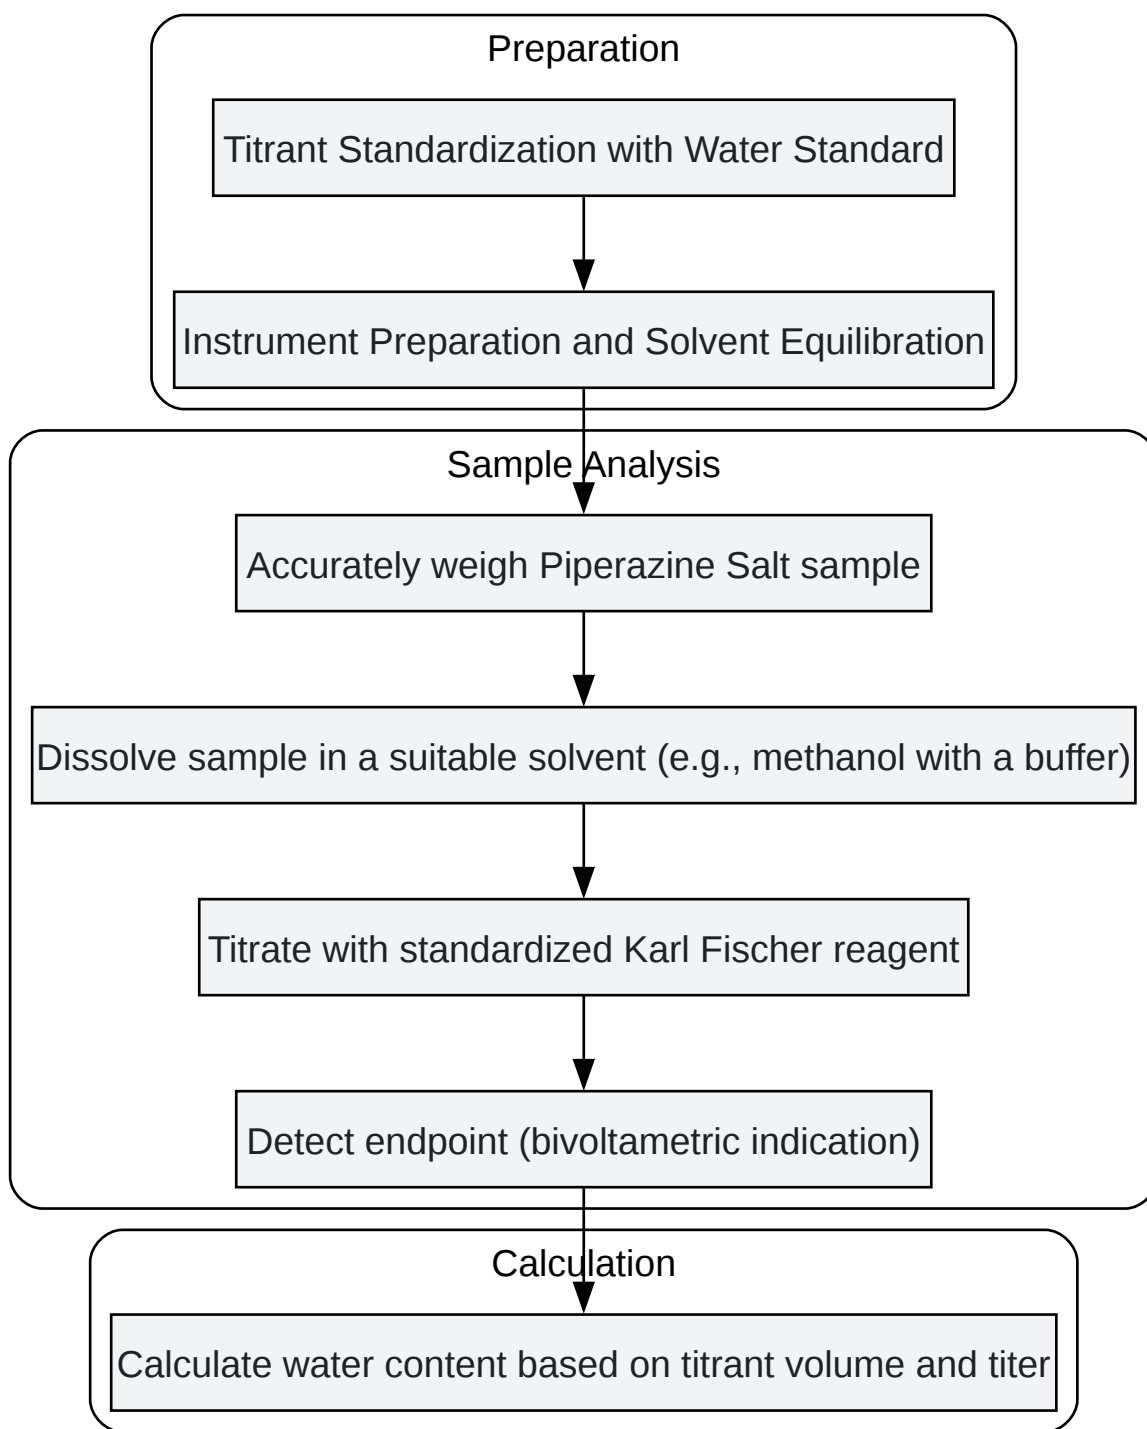 Preparation
Titrant Standardization with Water Standard
Instrument Preparation and Solvent Equilibration
Sample Analysis
Accurately weigh Piperazine Salt sample
Dissolve sample in a suitable solvent (e.g., methanol with a buffer)
Titrate with standardized Karl Fischer reagent
Detect endpoint (bivoltametric indication)
Calculation
Calculate water content based on titrant volume and titer